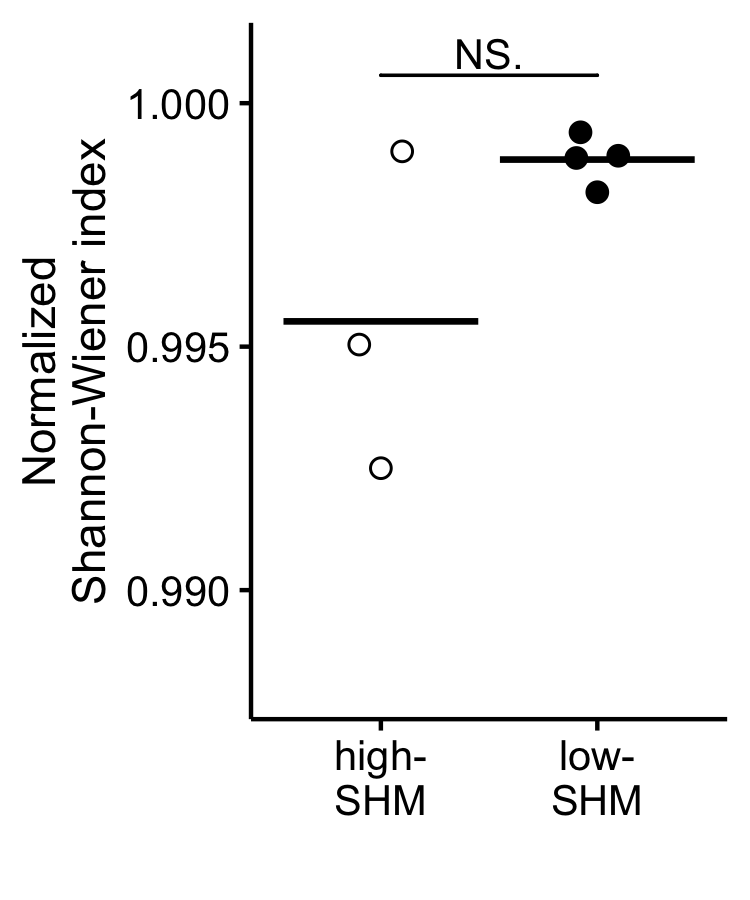 NS.
1.000
0.995
0.990
Normalized
Shannon-Wiener index
high-
SHM
low-
SHM